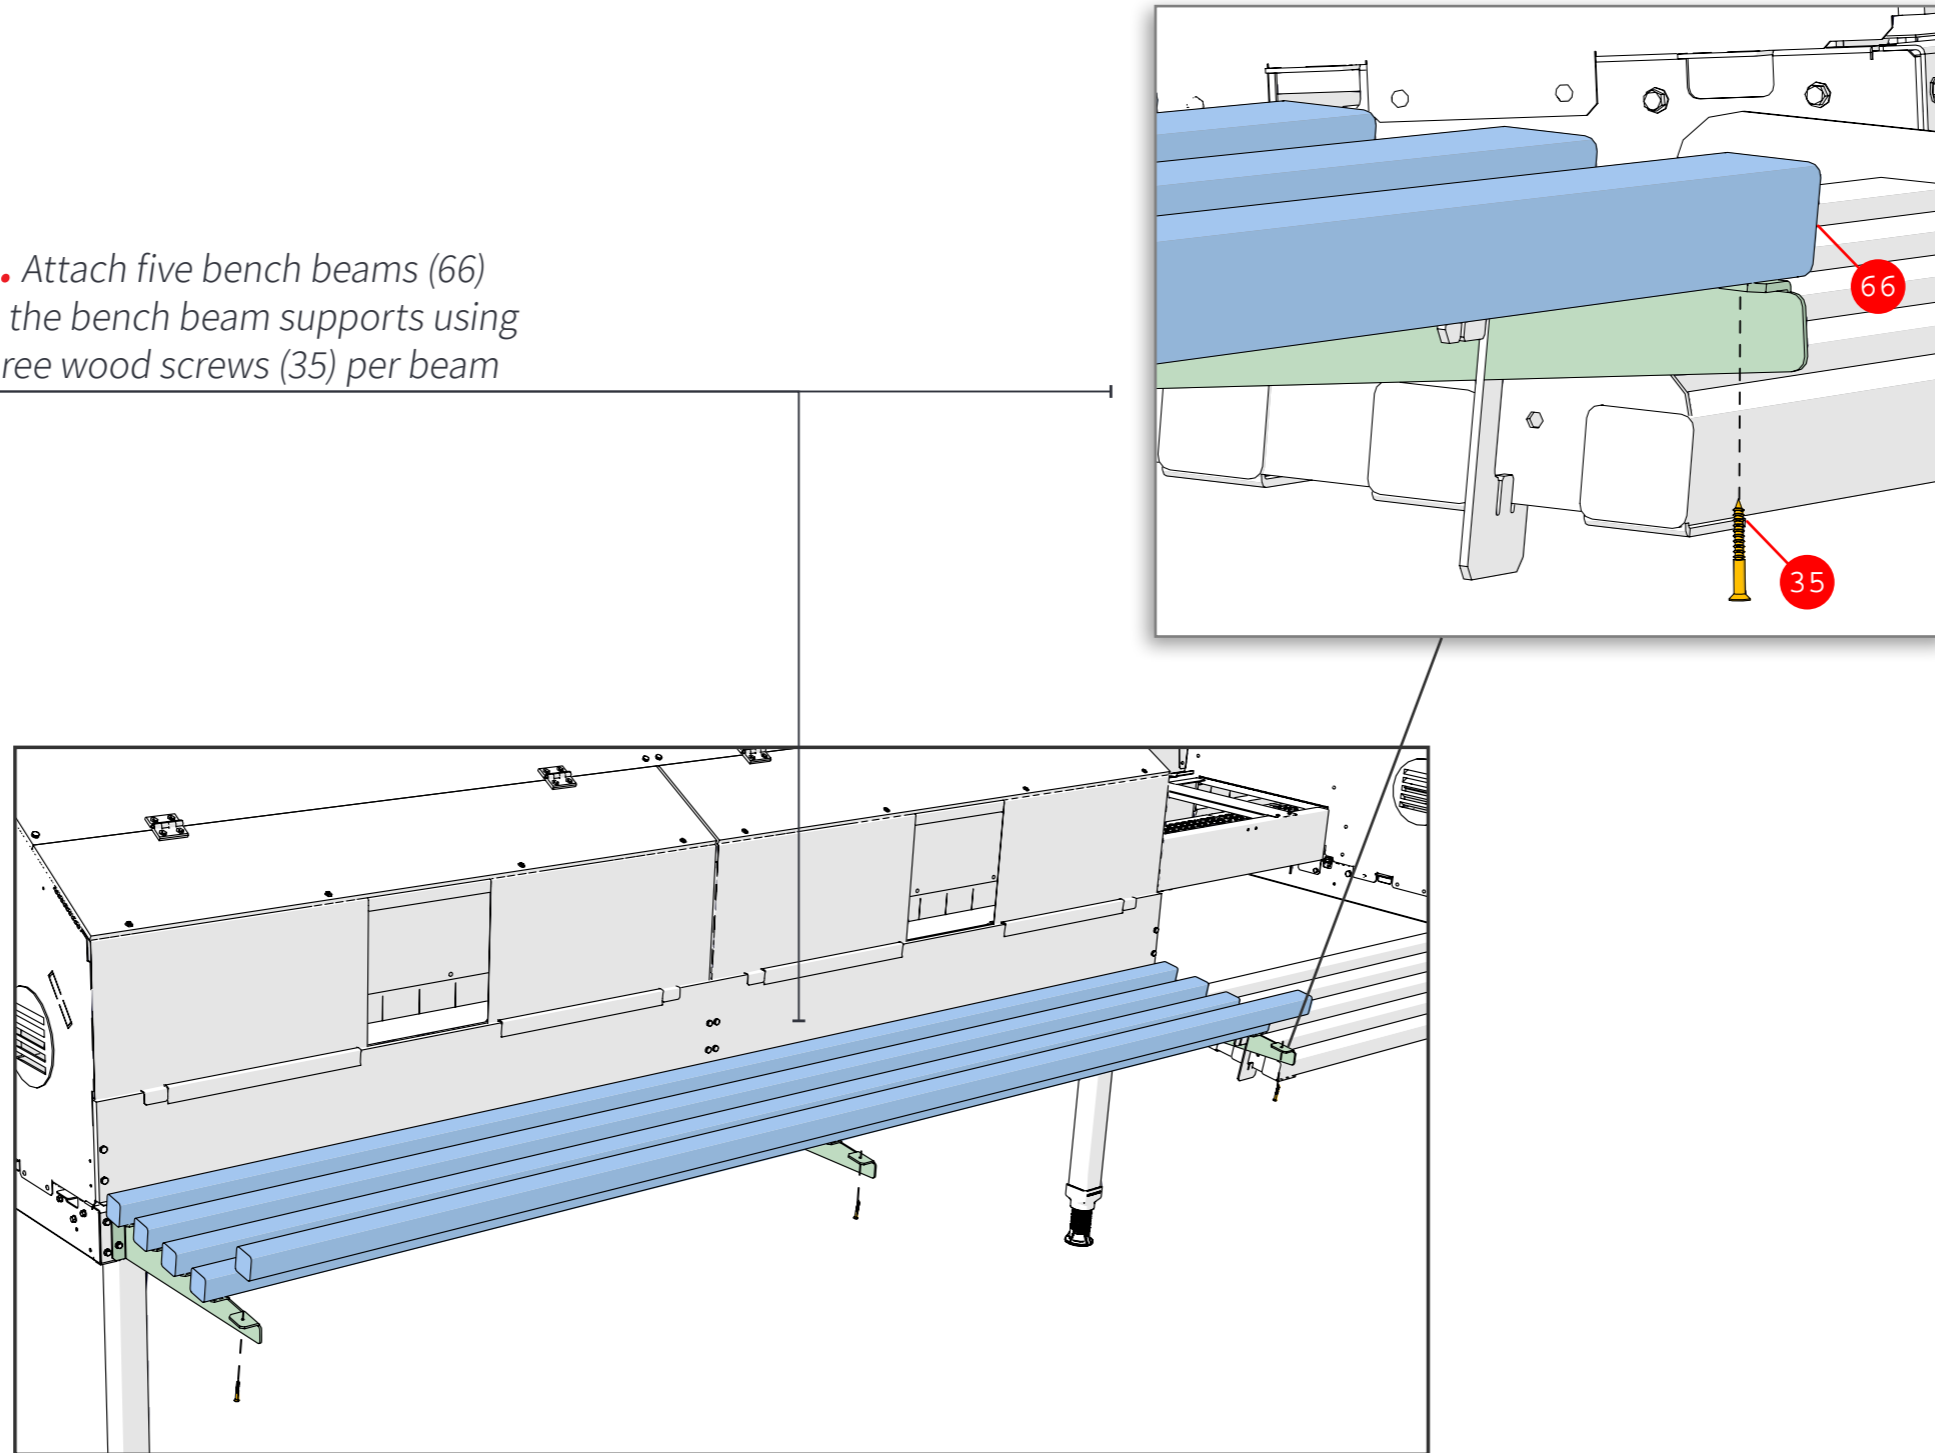 . Attach five bench beams (66)
the bench beam supports using
ree wood screws (35) per beam
66
35